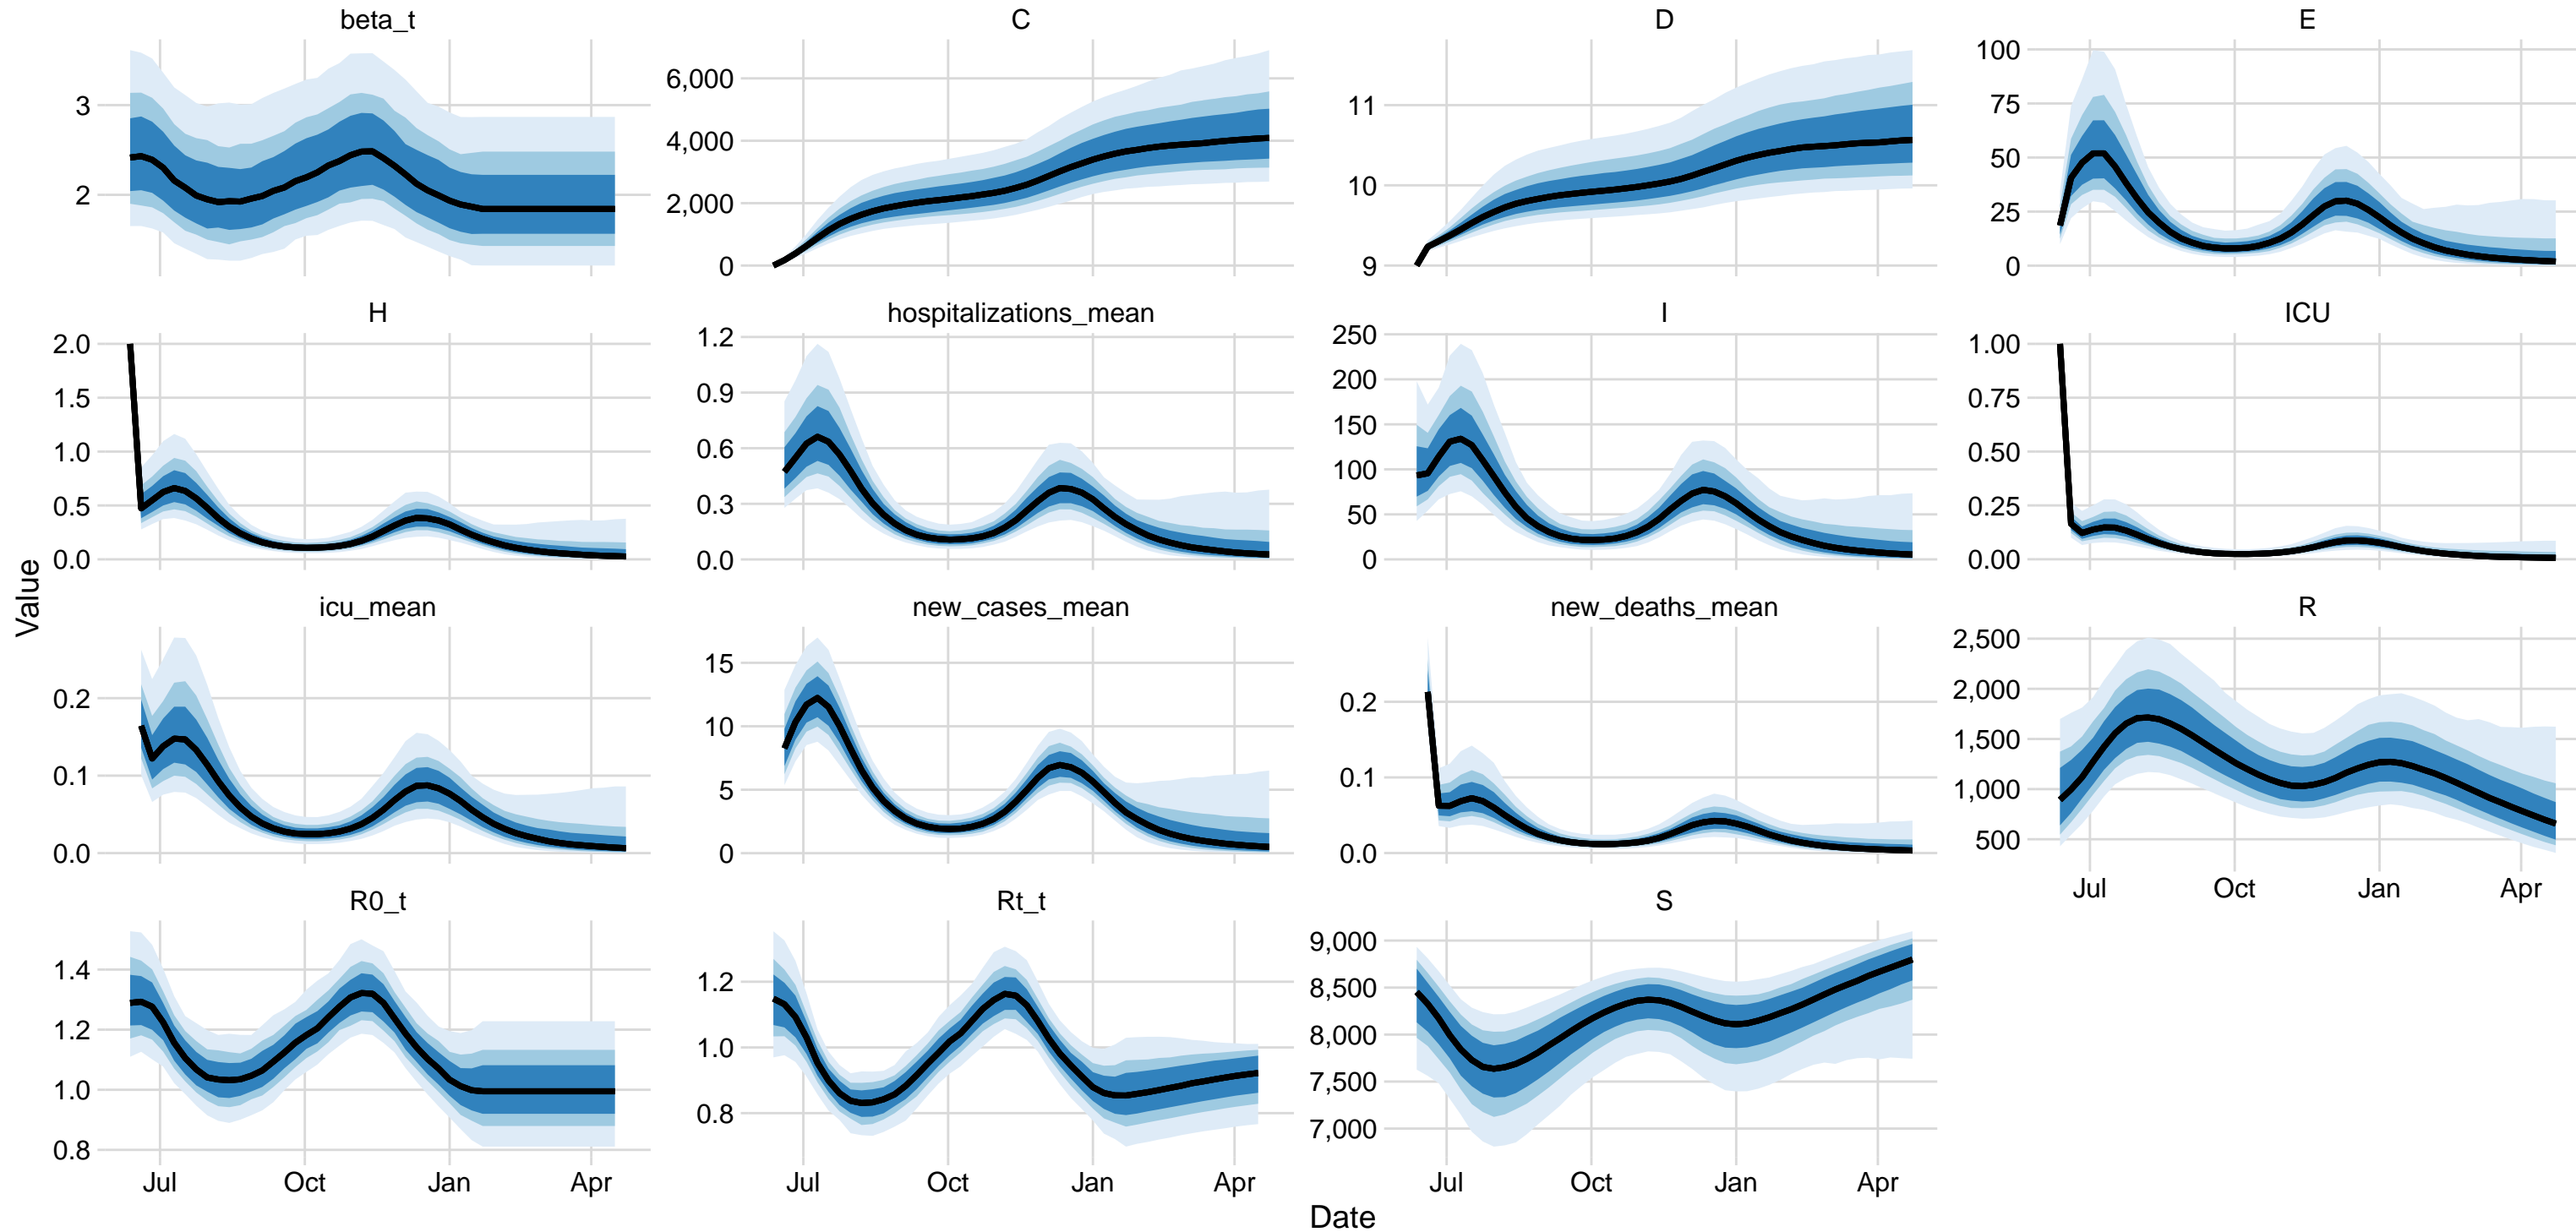 beta_t
C
D
E
3
2
6,000
4,000
2,000
0
11
10
9
100
75
50
25
0
H
hospitalizations_mean
I
ICU
2.0
1.5
1.0
0.5
0.0
1.2
0.9
0.6
0.3
0.0
250
200
150
100
50
0
1.00
0.75
0.50
0.25
0.00
Value
icu_mean
new_cases_mean
new_deaths_mean
R
0.2
0.1
0.0
15
10
5
0
0.2
0.1
0.0
2,500
2,000
1,500
1,000
500
Jul Oct Jan Apr
R0_t
Rt_t
S
1.4
1.2
1.0
0.8
1.2
1.0
0.8
9,000
8,500
8,000
7,500
7,000
Jul Oct Jan Apr
Jul Oct Jan Apr
Jul Oct Jan Apr
Date